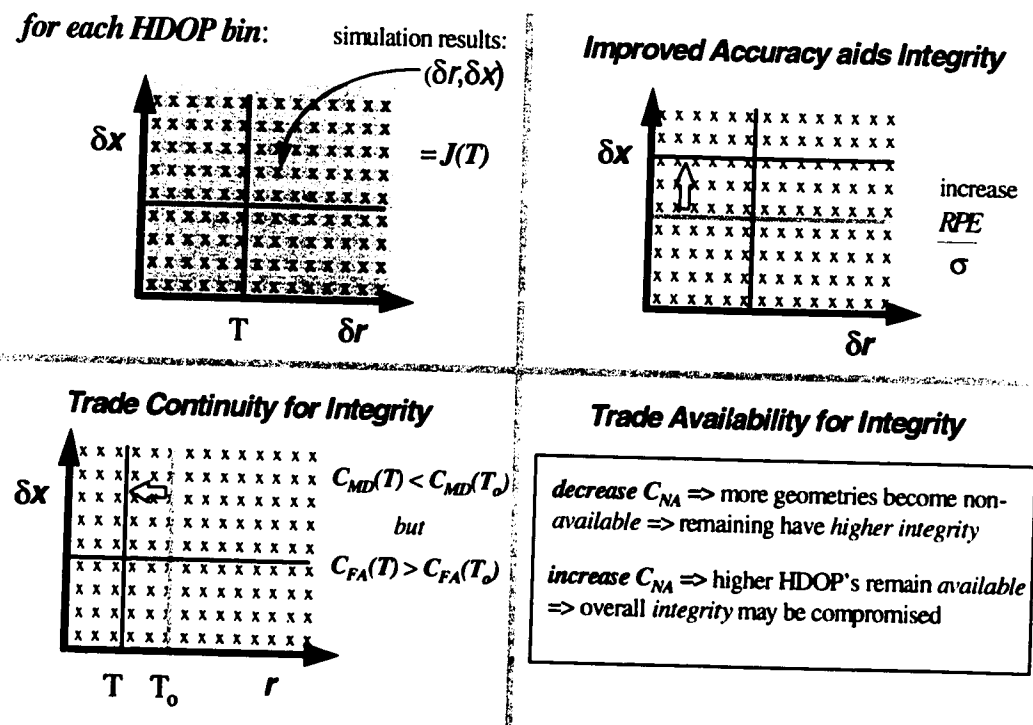 for each HDOP bin:
simulation results:
(δr,δx)
δx
= J(T)
T
δr
Improved Accuracy aids Integrity
δx
increase
RPE
σ
δr
Trade Continuity for Integrity
δx
C_MD(T) < C_MD(T_o)
but
C_FA(T) > C_FA(T_o)
T
T_o
r
Trade Availability for Integrity
decrease C_NA => more geometries become non-
available => remaining have higher integrity
increase C_NA => higher HDOP's remain available
=> overall integrity may be compromised